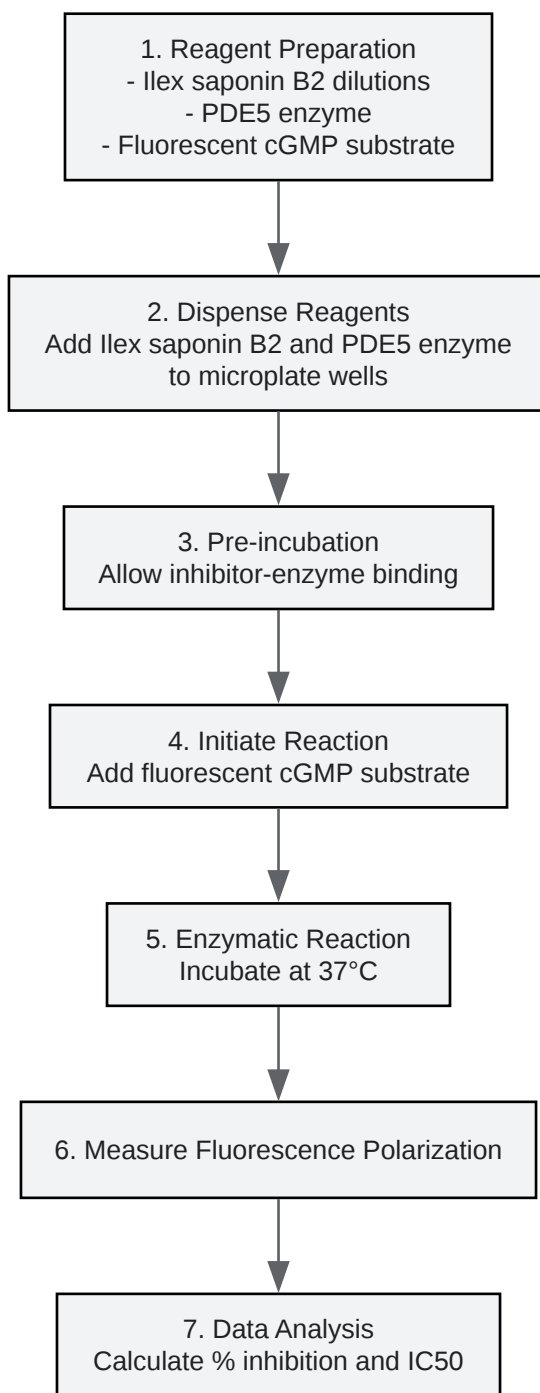 1. Reagent Preparation
- Ilex saponin B2 dilutions
- PDE5 enzyme
- Fluorescent cGMP substrate
2. Dispense Reagents
Add Ilex saponin B2 and PDE5 enzyme
to microplate wells
3. Pre-incubation
Allow inhibitor-enzyme binding
4. Initiate Reaction
Add fluorescent cGMP substrate
5. Enzymatic Reaction
Incubate at 37°C
6. Measure Fluorescence Polarization
7. Data Analysis
Calculate % inhibition and IC50